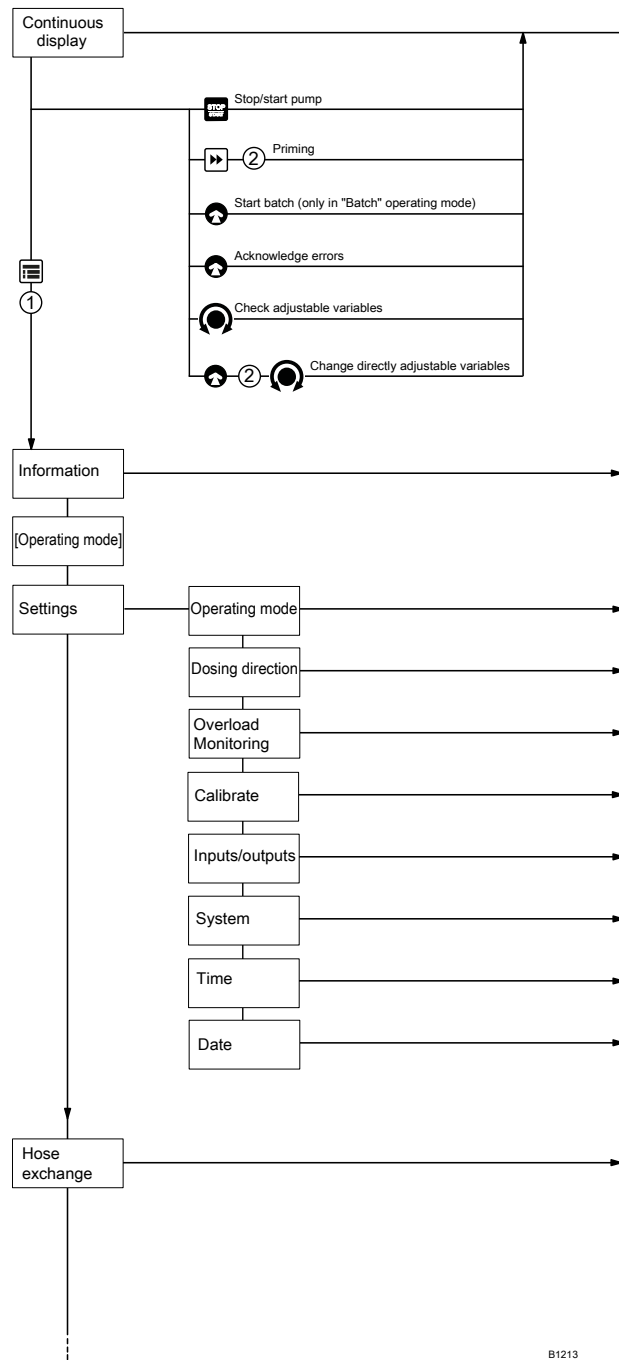 Continuous
display
STOP
START
Stop/start pump
2
Priming
Start batch (only in "Batch" operating mode)
Acknowledge errors
1
Check adjustable variables
2
Change directly adjustable variables
Information
[Operating mode]
Settings
Operating mode
Dosing direction
Overload
Monitoring
Calibrate
Inputs/outputs
System
Time
Date
Hose
exchange
B1213